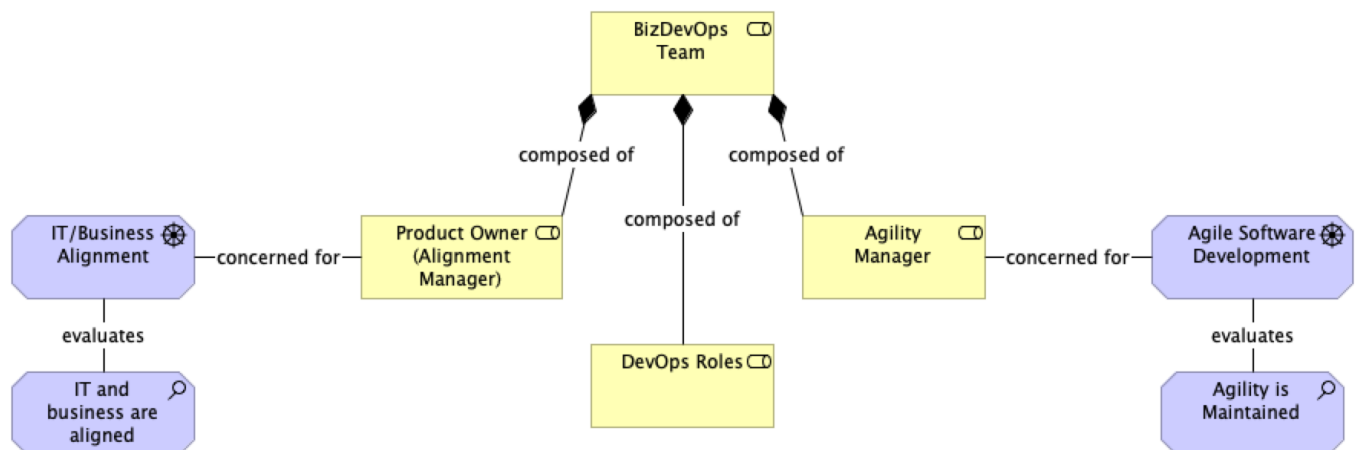 BizDevOps
Team
composed of
composed of
composed of
IT/Business
Alignment
concerned for
Product Owner
(Alignment
Manager)
Agility
Manager
concerned for
Agile Software
Development
evaluates
evaluates
DevOps Roles
IT and
business are
aligned
Agility is
Maintained